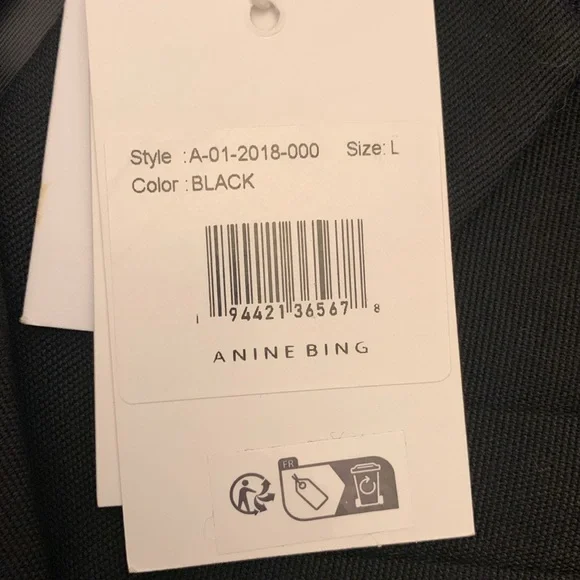 Style :A-01-2018-000 Size: L
Color :BLACK
1 94421 36567 8
ANINE BING
FR